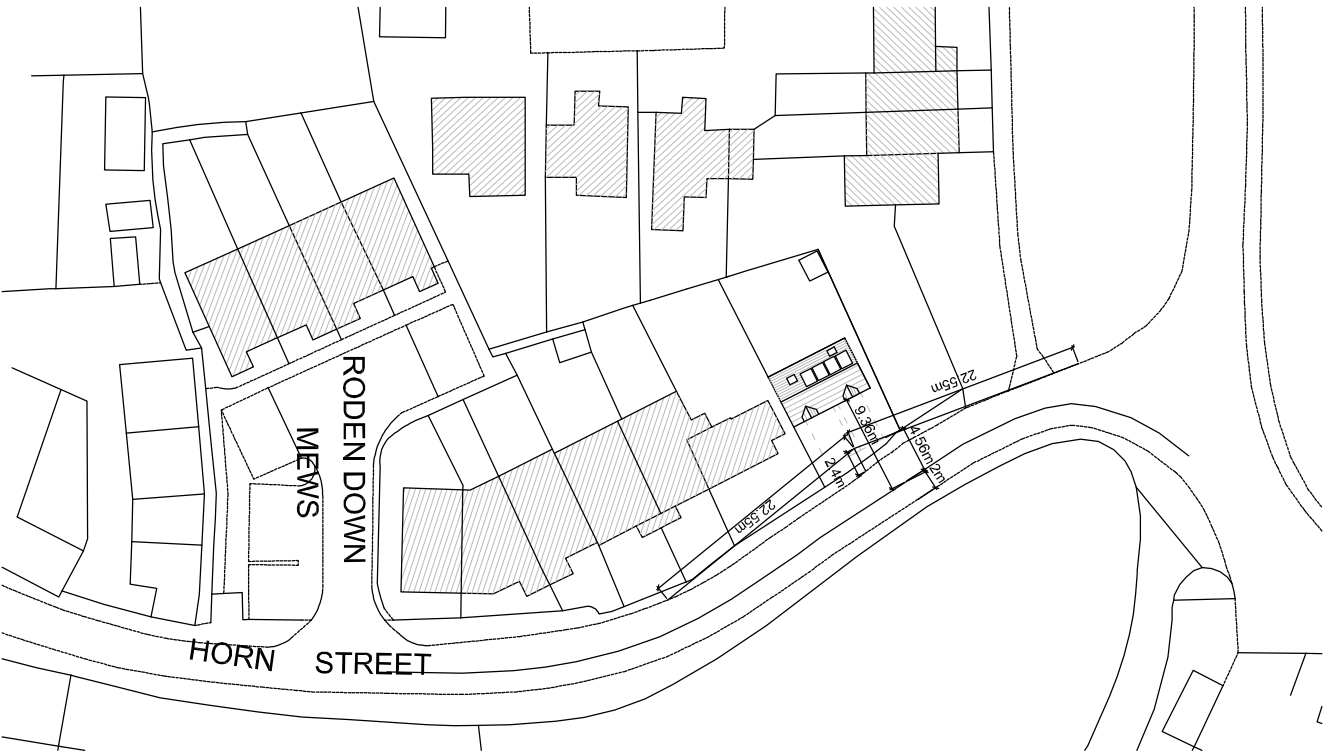 RODEN DOWN
MEWS
HORN STREET
22.55m
9.36m
4.56m
2m
2.4m
22.55m